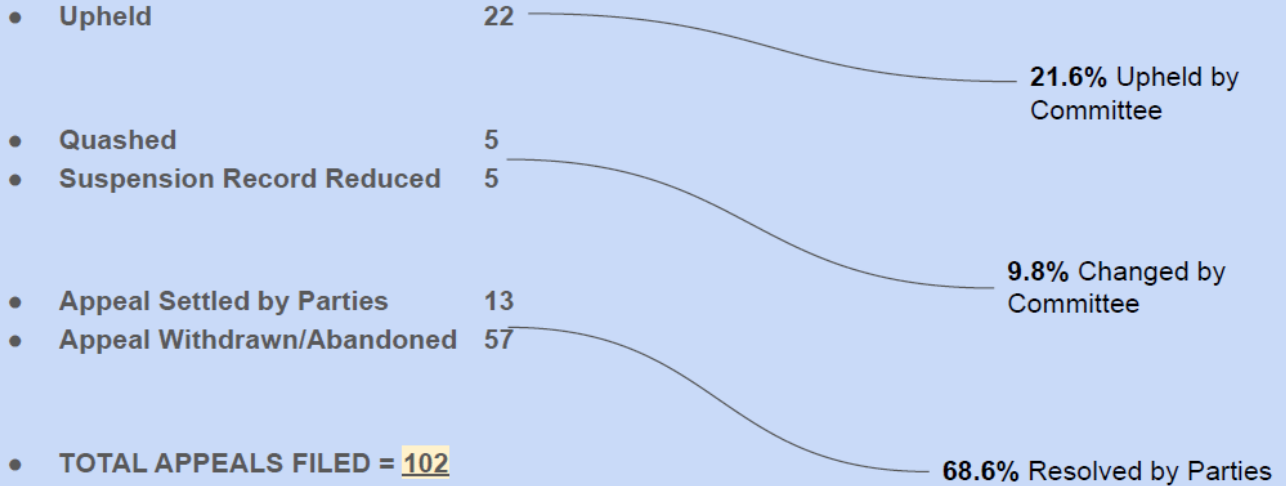 ● Upheld 22
21.6% Upheld by
Committee
● Quashed 5
● Suspension Record Reduced 5
9.8% Changed by
Committee
● Appeal Settled by Parties 13
● Appeal Withdrawn/Abandoned 57
● TOTAL APPEALS FILED = 102
68.6% Resolved by Parties